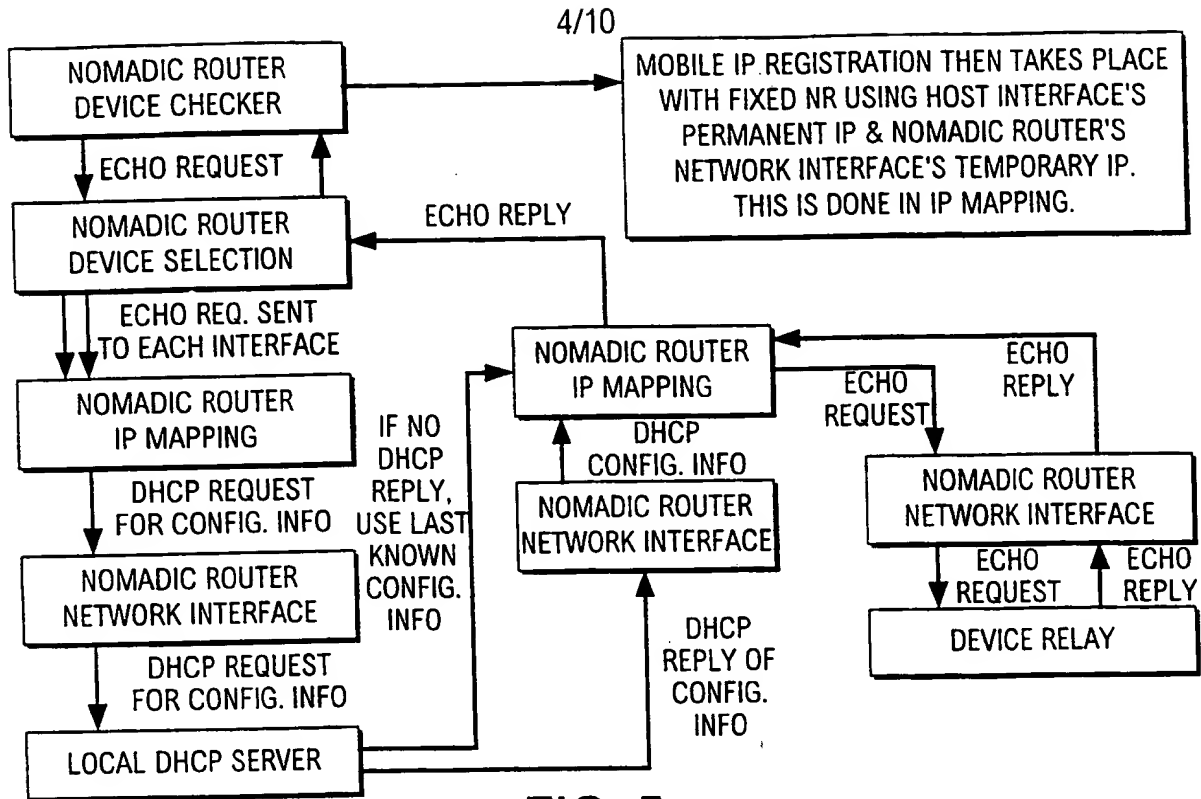 4/10
NOMADIC ROUTER
DEVICE CHECKER
MOBILE IP REGISTRATION THEN TAKES PLACE
WITH FIXED NR USING HOST INTERFACE'S
PERMANENT IP & NOMADIC ROUTER'S
NETWORK INTERFACE'S TEMPORARY IP.
THIS IS DONE IN IP MAPPING.
ECHO REQUEST
NOMADIC ROUTER
DEVICE SELECTION
ECHO REPLY
ECHO REQ. SENT
TO EACH INTERFACE
NOMADIC ROUTER
IP MAPPING
DHCP REQUEST
FOR CONFIG. INFO
NOMADIC ROUTER
NETWORK INTERFACE
DHCP REQUEST
FOR CONFIG. INFO
LOCAL DHCP SERVER
IF NO
DHCP
REPLY,
USE LAST
KNOWN
CONFIG.
INFO
NOMADIC ROUTER
IP MAPPING
DHCP
CONFIG. INFO
NOMADIC ROUTER
NETWORK INTERFACE
DHCP
REPLY OF
CONFIG.
INFO
ECHO
REQUEST
ECHO
REPLY
NOMADIC ROUTER
NETWORK INTERFACE
ECHO
REQUEST
ECHO
REPLY
DEVICE RELAY